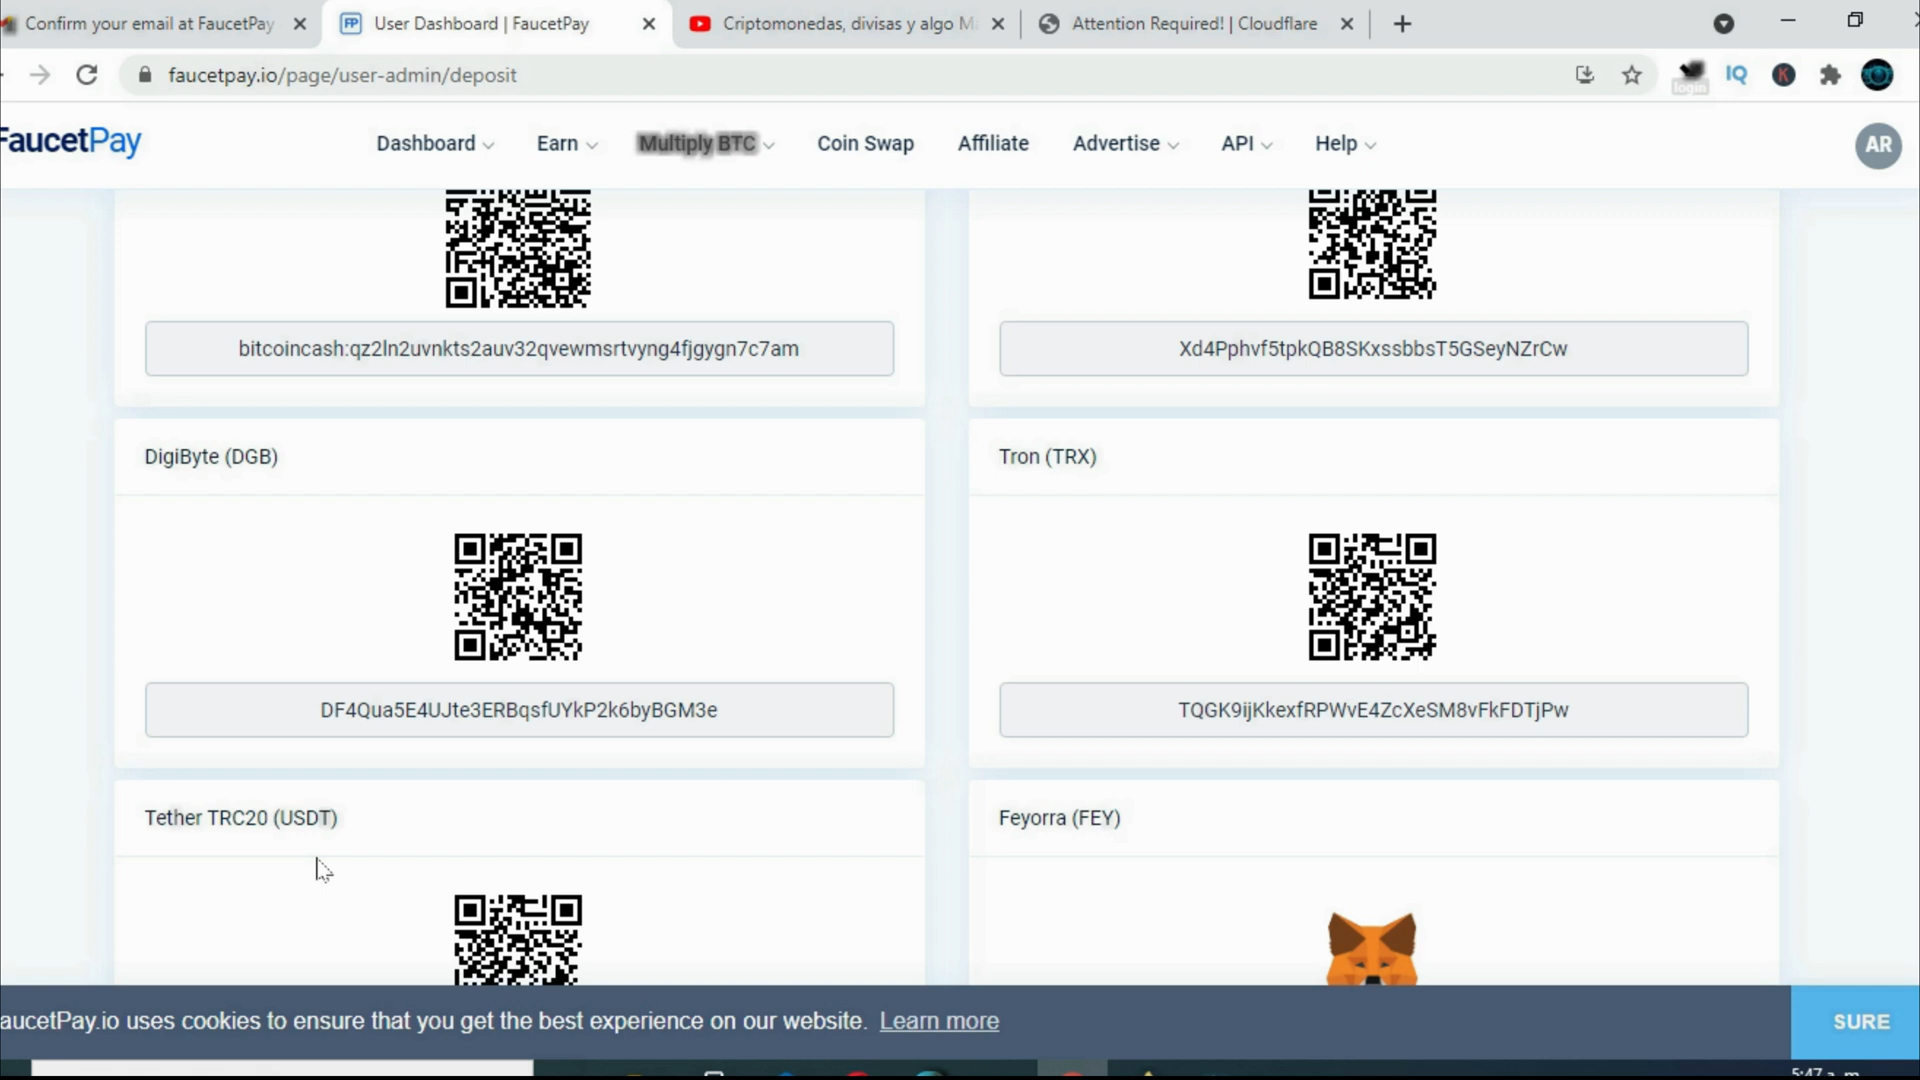 Confirm your email at FaucetPay
User Dashboard | FaucetPay
Criptomonedas, divisas y algo M
Attention Required! | Cloudflare
faucetpay.io/page/user-admin/deposit
login
IQ
K
FaucetPay
Dashboard
Earn
Multiply BTC
Coin Swap
Affiliate
Advertise
API
Help
AR
bitcoincash:qz2ln2uvnkts2auv32qvewmsrtvyng4fjgygn7c7am
Xd4Pphvf5tpkQB8SKxssbbsT5GSeyNZrCw
DigiByte (DGB)
Tron (TRX)
DF4Qua5E4UJte3ERBqsfUYkP2k6byBGM3e
TQGK9ijKkexfRPWvE4ZcXeSM8vFkFDTjPw
Tether TRC20 (USDT)
Feyorra (FEY)
aucetPay.io uses cookies to ensure that you get the best experience on our website. Learn more
SURE